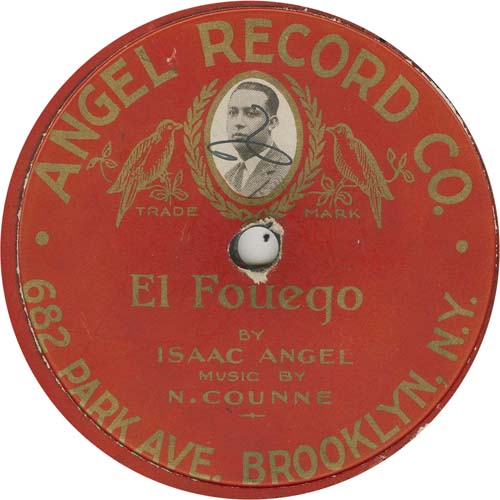 ANGEL RECORD CO.
TRADE MARK
El Fouego
BY
ISAAC ANGEL
MUSIC BY
N. COUNNE
682 PARK AVE. BROOKLYN, N.Y.